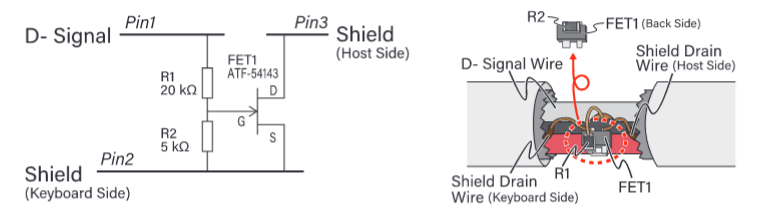 Pin1
D- Signal
Pin3
Shield
(Host Side)
FET1
ATF-54143
R1
20 kΩ
D
G
S
R2
5 kΩ
Pin2
Shield
(Keyboard Side)
R2
FET1 (Back Side)
D- Signal Wire
Shield Drain
Wire (Host Side)
R1
Shield Drain
Wire (Keyboard Side)
FET1